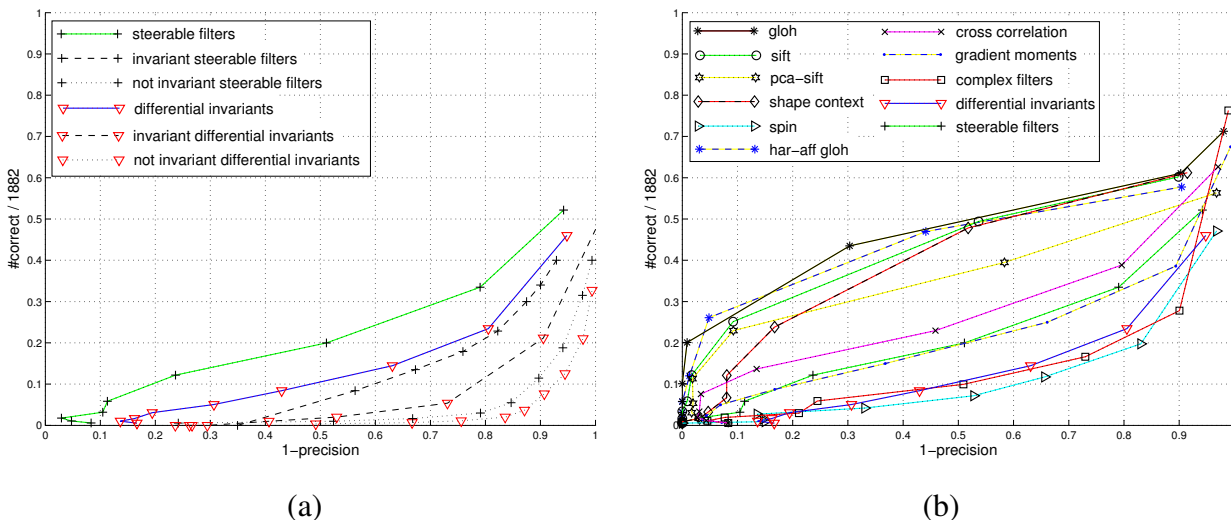 1
0.9
0.8
0.7
0.6
0.5
0.4
0.3
0.2
0.1
0
#correct / 1882
steerable filters
invariant steerable filters
not invariant steerable filters
differential invariants
invariant differential invariants
not invariant differential invariants
0 0.1 0.2 0.3 0.4 0.5 0.6 0.7 0.8 0.9 1
1−precision
(a)
1
0.9
0.8
0.7
0.6
0.5
0.4
0.3
0.2
0.1
0
#correct / 1882
gloh
sift
pca−sift
shape context
spin
har−aff gloh
cross correlation
gradient moments
complex filters
differential invariants
steerable filters
0 0.1 0.2 0.3 0.4 0.5 0.6 0.7 0.8 0.9
1−precision
(b)